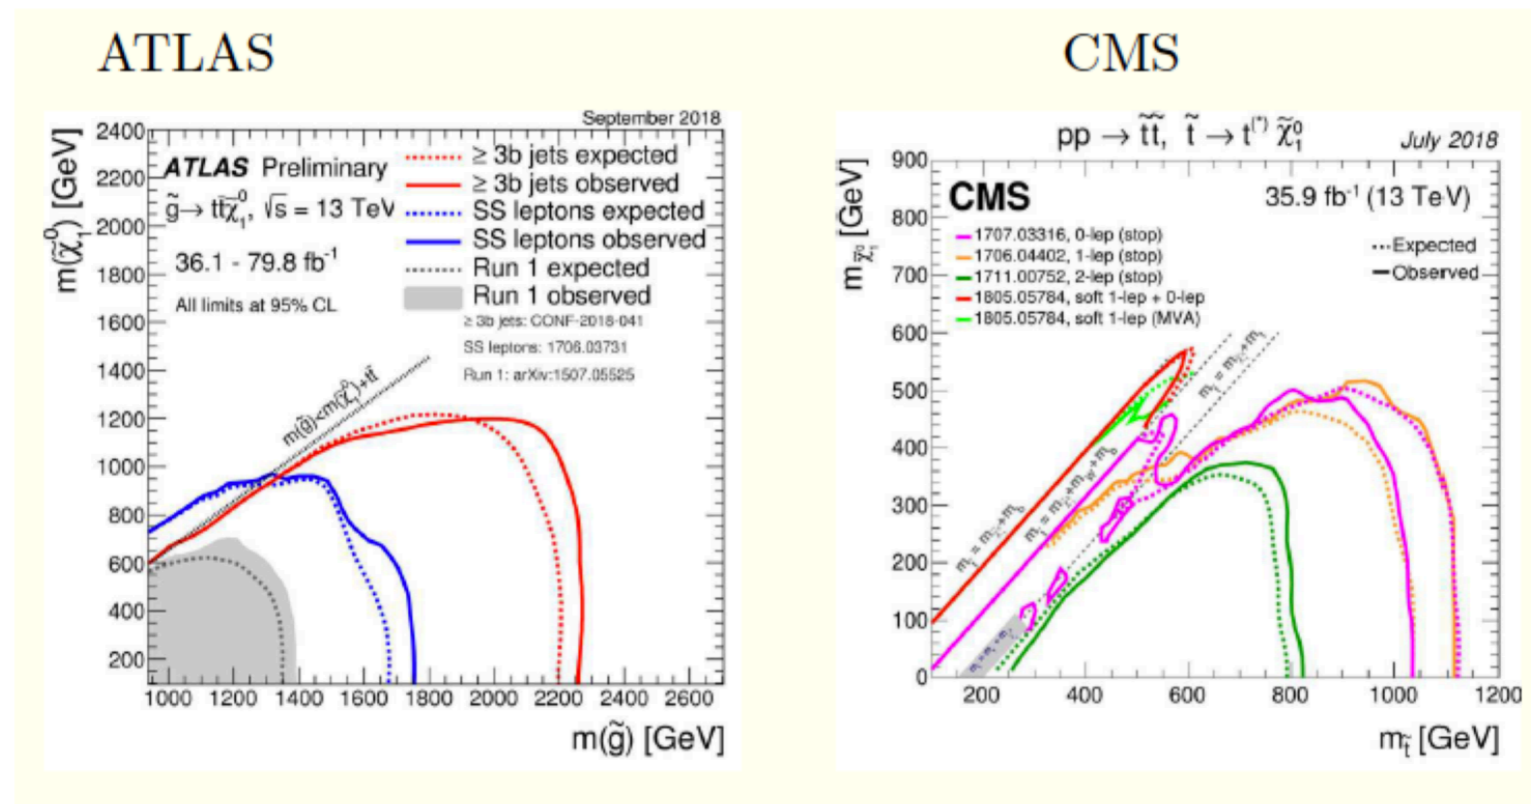 ATLAS
CMS
September 2018
ATLAS Preliminary
g̃→ tt̄χ̃₁⁰, √s = 13 TeV
36.1 - 79.8 fb⁻¹
All limits at 95% CL
≥ 3b jets expected
≥ 3b jets observed
SS leptons expected
SS leptons observed
Run 1 expected
Run 1 observed
≥ 3b jets: CONF-2018-041
SS leptons: 1706.03731
Run 1: arXiv:1507.05525
m(g̃)<m(χ̃₁⁰)+tt̄
m(χ̃₁⁰) [GeV]
2400
2200
2000
1800
1600
1400
1200
1000
800
600
400
200
1000 1200 1400 1600 1800 2000 2200 2400 2600
m(g̃) [GeV]
pp → t̃t̃, t̃ → t⁽*⁾ χ̃₁⁰
July 2018
CMS
35.9 fb⁻¹ (13 TeV)
1707.03316, 0-lep (stop)
1706.04402, 1-lep (stop)
1711.00752, 2-lep (stop)
1805.05784, soft 1-lep + 0-lep
1805.05784, soft 1-lep (MVA)
Expected
Observed
m χ̃₁⁰ [GeV]
900
800
700
600
500
400
300
200
100
0
200 400 600 800 1000 1200
m t̃ [GeV]